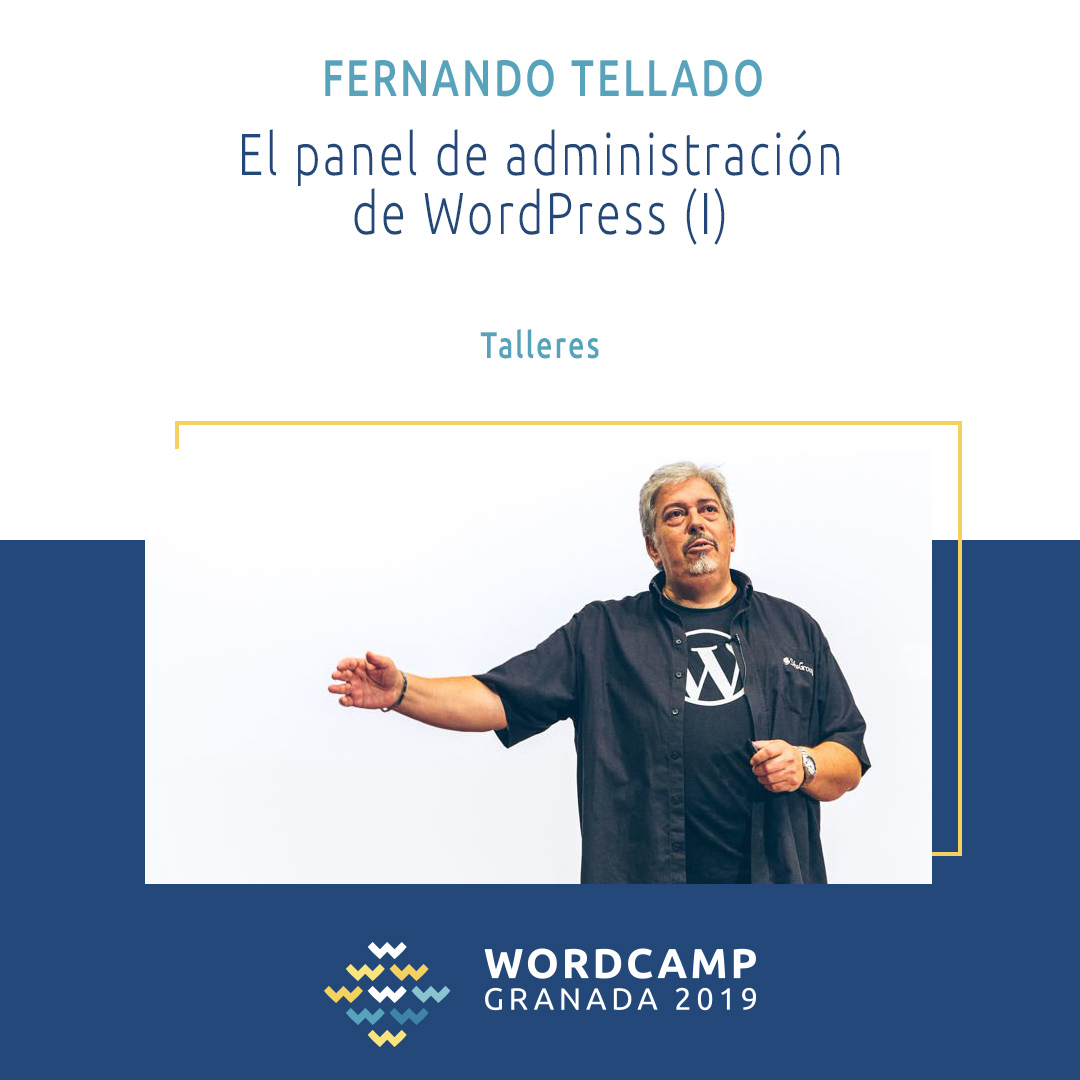 FERNANDO TELLADO
El panel de administración
de WordPress (I)
Talleres
W
WORDCAMP
GRANADA 2019